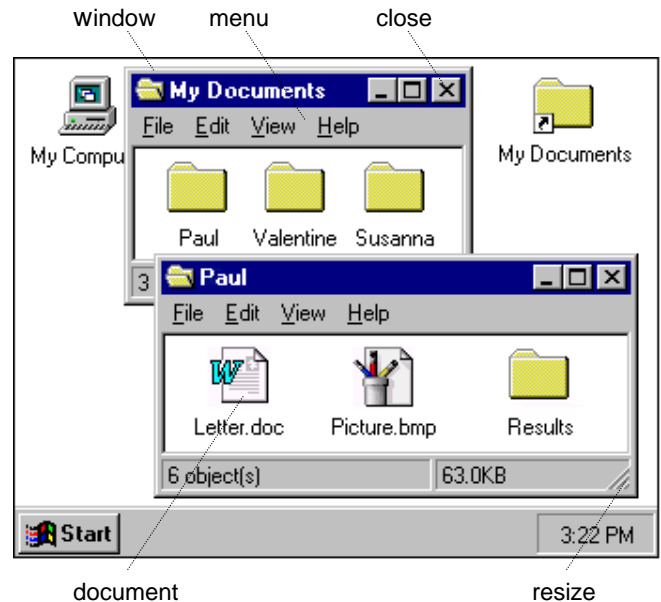 window menu close
My Documents
File Edit View Help
My Compu
My Documents
Paul Valentine Susanna
3
Paul
File Edit View Help
W
Letter.doc Picture.bmp Results
6 object(s) 63.0KB
Start 3:22 PM
document resize